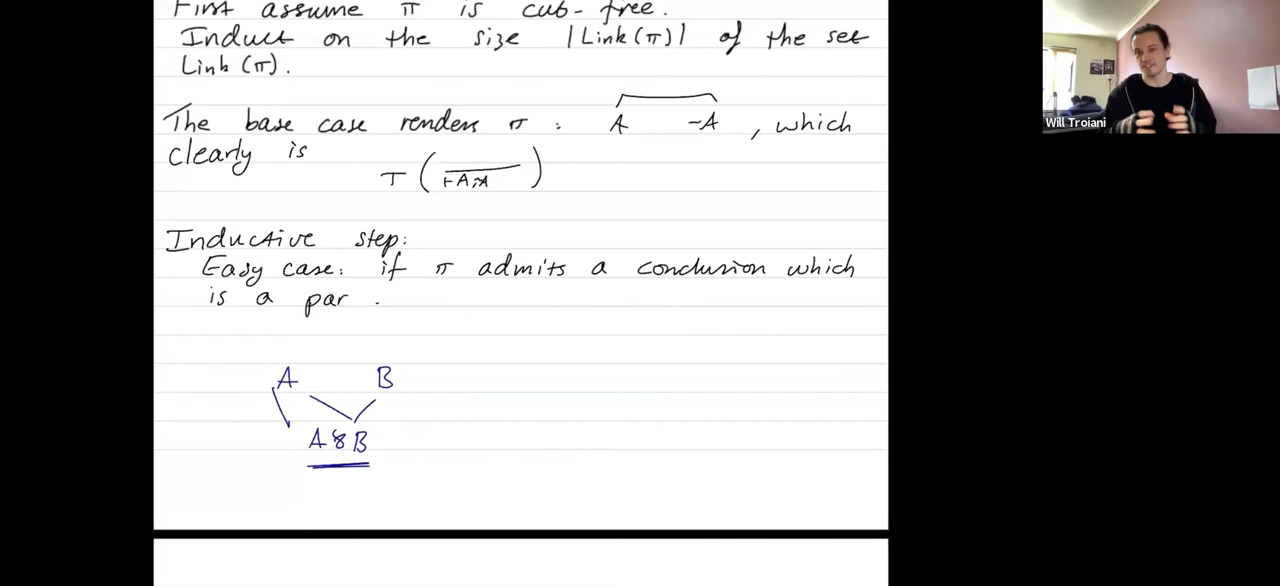 First assume π is cut-free.
Induct on the size |Link(π)| of the set
Link(π).
The base case renders π : A ¬A , which
clearly is
T ( ⊢A,¬A )
Inductive step:
Easy case: if π admits a conclusion which
is a par .
A B
A⅋B
Will Troiani